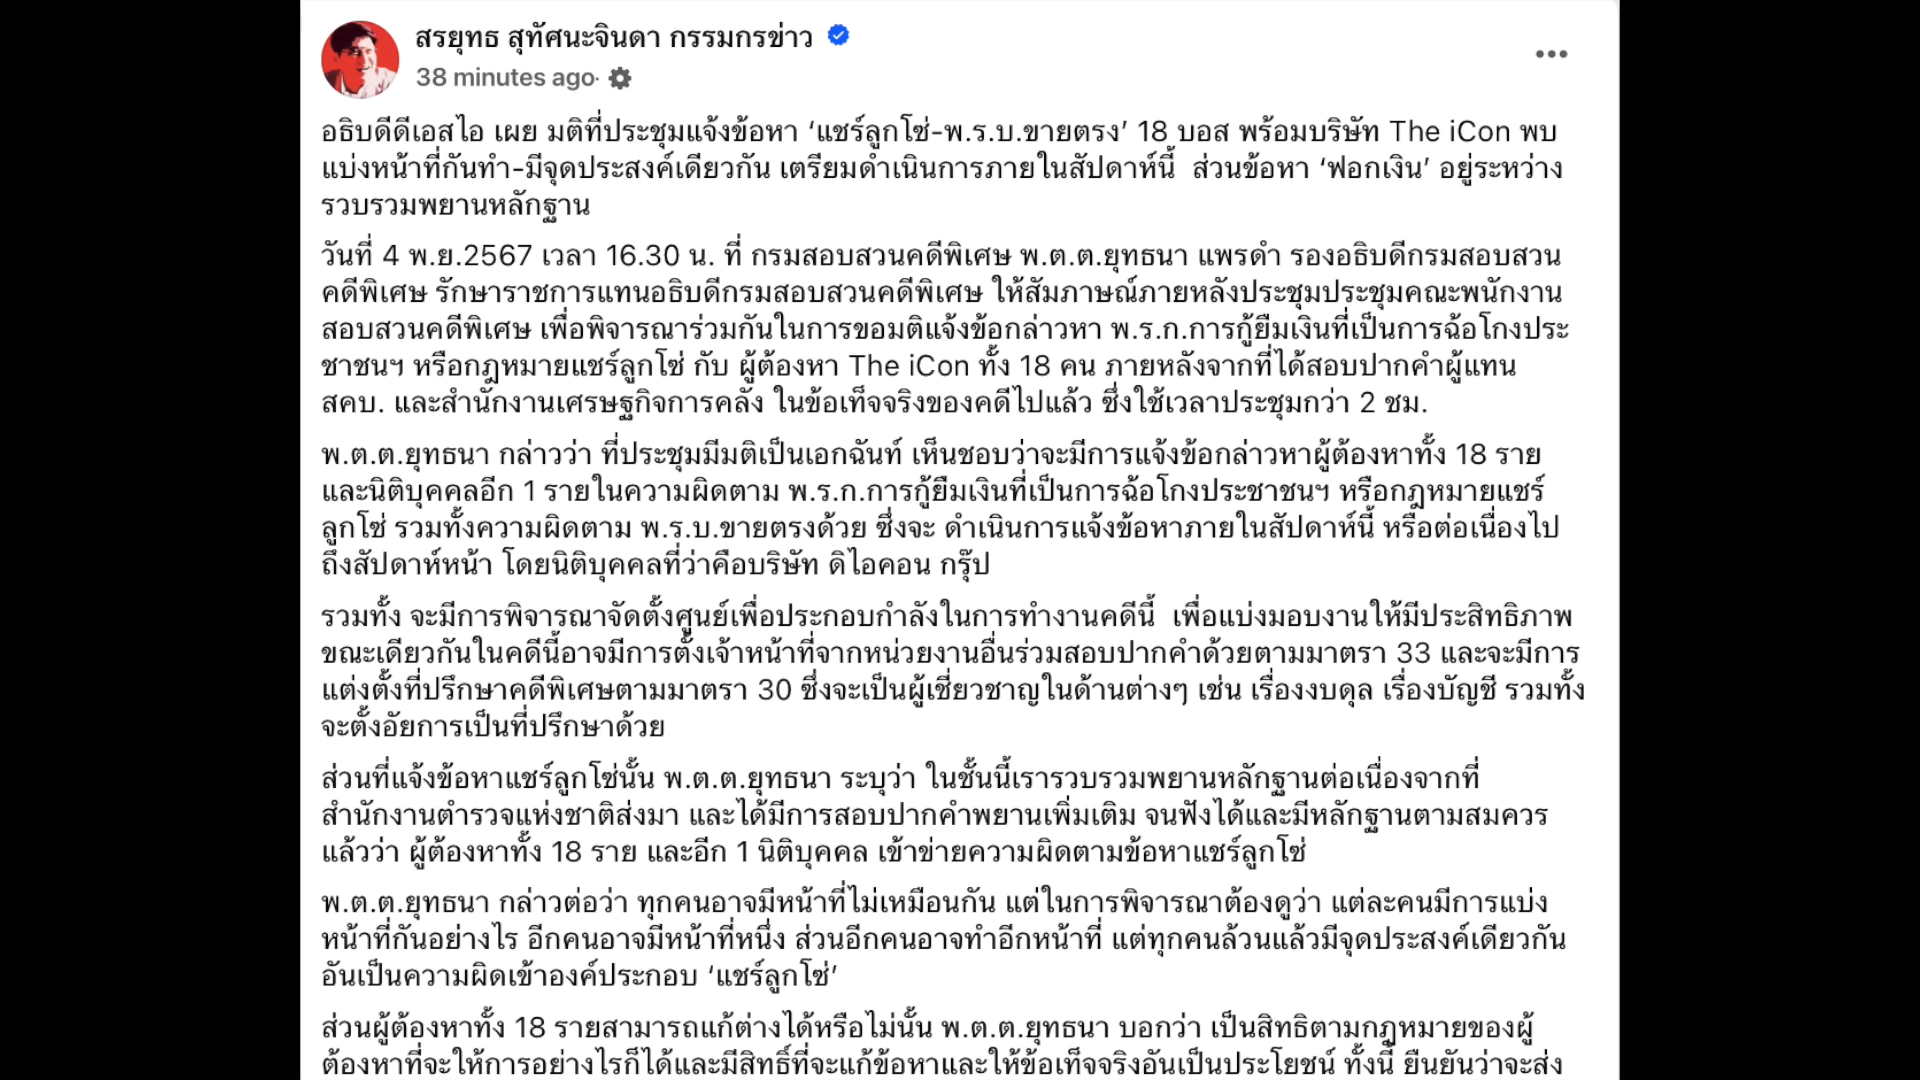 สรยุทธ สุทัศนะจินดา กรรมกรข่าว
38 minutes ago·
อธิบดีดีเอสไอ เผย มติที่ประชุมแจ้งข้อหา ‘แชร์ลูกโซ่-พ.ร.บ.ขายตรง’ 18 บอส พร้อมบริษัท The iCon พบ
แบ่งหน้าที่กันทำ-มีจุดประสงค์เดียวกัน เตรียมดำเนินการภายในสัปดาห์นี้  ส่วนข้อหา ‘ฟอกเงิน’ อยู่ระหว่าง
รวบรวมพยานหลักฐาน
วันที่ 4 พ.ย.2567 เวลา 16.30 น. ที่ กรมสอบสวนคดีพิเศษ พ.ต.ต.ยุทธนา แพรดำ รองอธิบดีกรมสอบสวน
คดีพิเศษ รักษาราชการแทนอธิบดีกรมสอบสวนคดีพิเศษ ให้สัมภาษณ์ภายหลังประชุมประชุมคณะพนักงาน
สอบสวนคดีพิเศษ เพื่อพิจารณาร่วมกันในการขอมติแจ้งข้อกล่าวหา พ.ร.ก.การกู้ยืมเงินที่เป็นการฉ้อโกงประ
ชาชนฯ หรือกฎหมายแชร์ลูกโซ่ กับ ผู้ต้องหา The iCon ทั้ง 18 คน ภายหลังจากที่ได้สอบปากคำผู้แทน
สคบ. และสำนักงานเศรษฐกิจการคลัง ในข้อเท็จจริงของคดีไปแล้ว ซึ่งใช้เวลาประชุมกว่า 2 ชม.
พ.ต.ต.ยุทธนา กล่าวว่า ที่ประชุมมีมติเป็นเอกฉันท์ เห็นชอบว่าจะมีการแจ้งข้อกล่าวหาผู้ต้องหาทั้ง 18 ราย
และนิติบุคคลอีก 1 รายในความผิดตาม พ.ร.ก.การกู้ยืมเงินที่เป็นการฉ้อโกงประชาชนฯ หรือกฎหมายแชร์
ลูกโซ่ รวมทั้งความผิดตาม พ.ร.บ.ขายตรงด้วย ซึ่งจะ ดำเนินการแจ้งข้อหาภายในสัปดาห์นี้ หรือต่อเนื่องไป
ถึงสัปดาห์หน้า โดยนิติบุคคลที่ว่าคือบริษัท ดิไอคอน กรุ๊ป
รวมทั้ง จะมีการพิจารณาจัดตั้งศูนย์เพื่อประกอบกำลังในการทำงานคดีนี้  เพื่อแบ่งมอบงานให้มีประสิทธิภาพ
ขณะเดียวกันในคดีนี้อาจมีการตั้งเจ้าหน้าที่จากหน่วยงานอื่นร่วมสอบปากคำด้วยตามมาตรา 33 และจะมีการ
แต่งตั้งที่ปรึกษาคดีพิเศษตามมาตรา 30 ซึ่งจะเป็นผู้เชี่ยวชาญในด้านต่างๆ เช่น เรื่องงบดุล เรื่องบัญชี รวมทั้ง
จะตั้งอัยการเป็นที่ปรึกษาด้วย
ส่วนที่แจ้งข้อหาแชร์ลูกโซ่นั้น พ.ต.ต.ยุทธนา ระบุว่า ในชั้นนี้เรารวบรวมพยานหลักฐานต่อเนื่องจากที่
สำนักงานตำรวจแห่งชาติส่งมา และได้มีการสอบปากคำพยานเพิ่มเติม จนฟังได้และมีหลักฐานตามสมควร
แล้วว่า ผู้ต้องหาทั้ง 18 ราย และอีก 1 นิติบุคคล เข้าข่ายความผิดตามข้อหาแชร์ลูกโซ่
พ.ต.ต.ยุทธนา กล่าวต่อว่า ทุกคนอาจมีหน้าที่ไม่เหมือนกัน แต่ในการพิจารณาต้องดูว่า แต่ละคนมีการแบ่ง
หน้าที่กันอย่างไร อีกคนอาจมีหน้าที่หนึ่ง ส่วนอีกคนอาจทำอีกหน้าที่ แต่ทุกคนล้วนแล้วมีจุดประสงค์เดียวกัน
อันเป็นความผิดเข้าองค์ประกอบ ‘แชร์ลูกโซ่’
ส่วนผู้ต้องหาทั้ง 18 รายสามารถแก้ต่างได้หรือไม่นั้น พ.ต.ต.ยุทธนา บอกว่า เป็นสิทธิตามกฎหมายของผู้
ต้องหาที่จะให้การอย่างไรก็ได้และมีสิทธิ์ที่จะแก้ข้อหาและให้ข้อเท็จจริงอันเป็นประโยชน์ ทั้งนี้ ยืนยันว่าจะส่ง